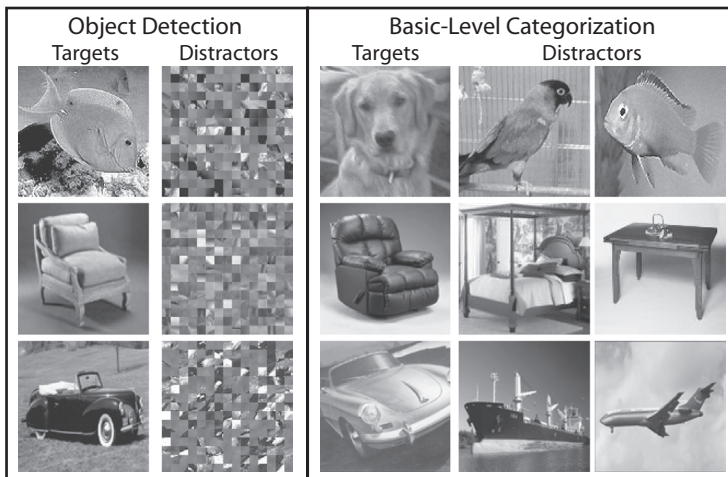 Object Detection
Targets Distractors
Basic-Level Categorization
Targets Distractors